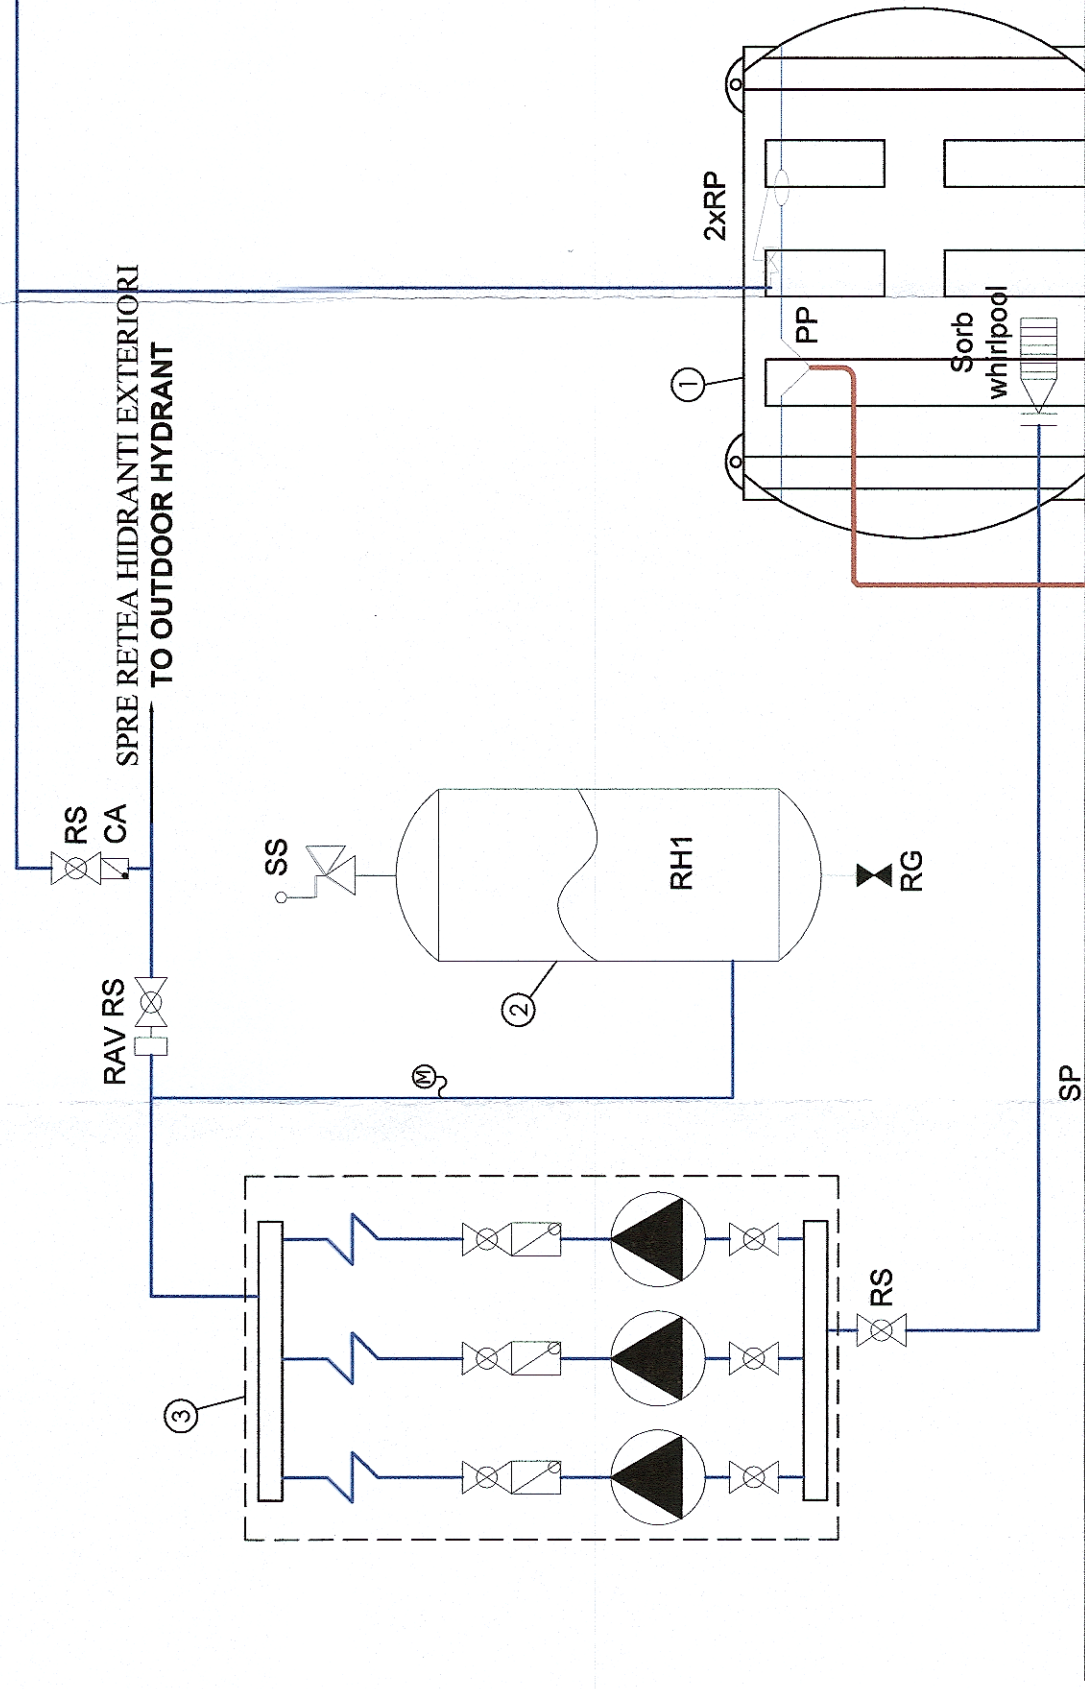 SPRE RETEA HIDRANTI EXTERIORI
TO OUTDOOR HYDRANT
RS
CA
RAV RS
SS
RH1
RG
2
M
3
RS
SP
2xRP
PP
1
Sorb
whirlpool